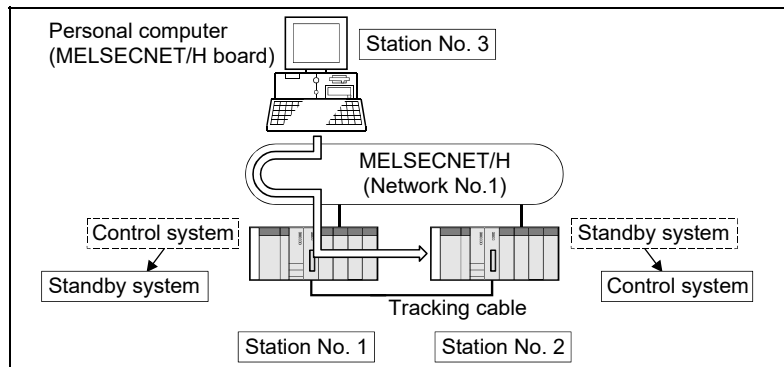 Personal computer
(MELSECNET/H board)
Station No. 3
MELSECNET/H
(Network No.1)
Control system
Standby system
Standby system
Control system
Tracking cable
Station No. 1
Station No. 2